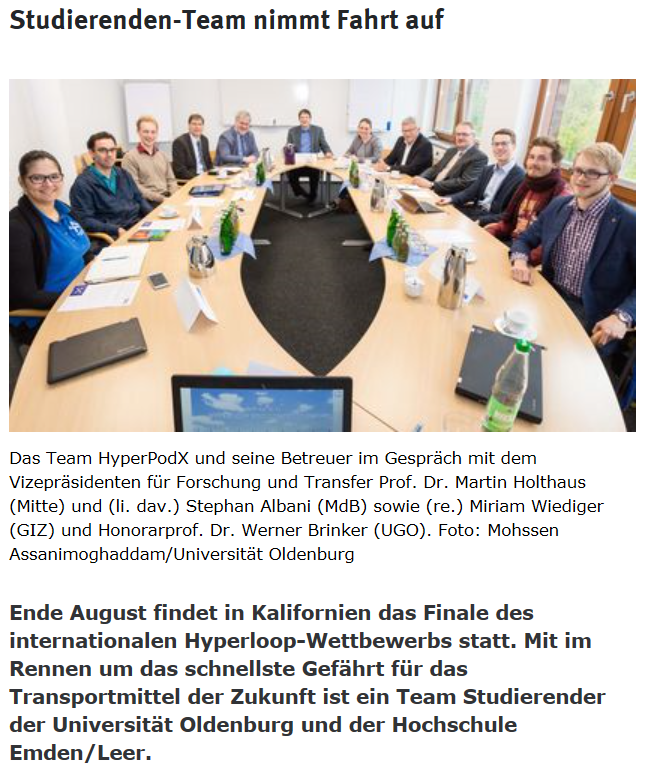 Studierenden-Team nimmt Fahrt auf
Das Team HyperPodX und seine Betreuer im Gespräch mit dem
Vizepräsidenten für Forschung und Transfer Prof. Dr. Martin Holthaus
(Mitte) und (li. dav.) Stephan Albani (MdB) sowie (re.) Miriam Wiediger
(GIZ) und Honorarprof. Dr. Werner Brinker (UGO). Foto: Mohssen
Assanimoghaddam/Universität Oldenburg
Ende August findet in Kalifornien das Finale des
internationalen Hyperloop-Wettbewerbs statt. Mit im
Rennen um das schnellste Gefährt für das
Transportmittel der Zukunft ist ein Team Studierender
der Universität Oldenburg und der Hochschule
Emden/Leer.